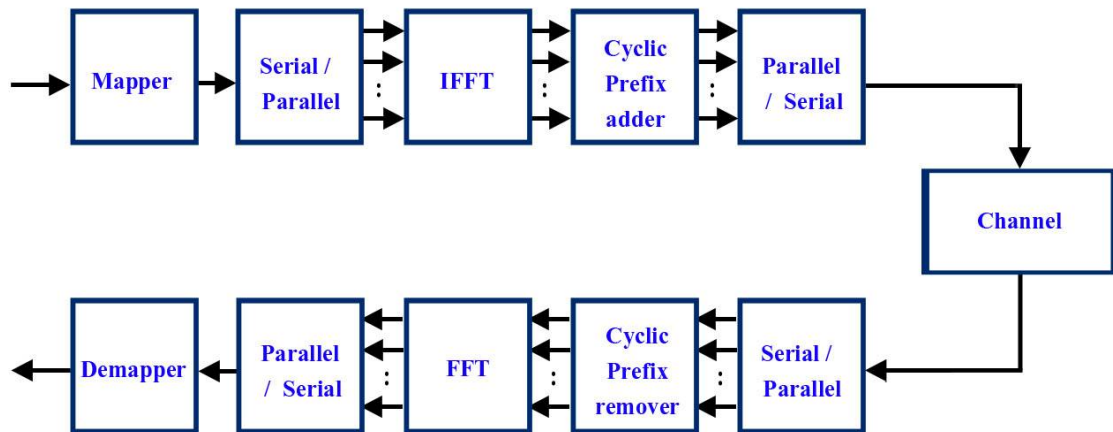 Mapper
Serial /
Parallel
IFFT
Cyclic
Prefix
adder
Parallel
/ Serial
Channel
Demapper
Parallel
/ Serial
FFT
Cyclic
Prefix
remover
Serial /
Parallel